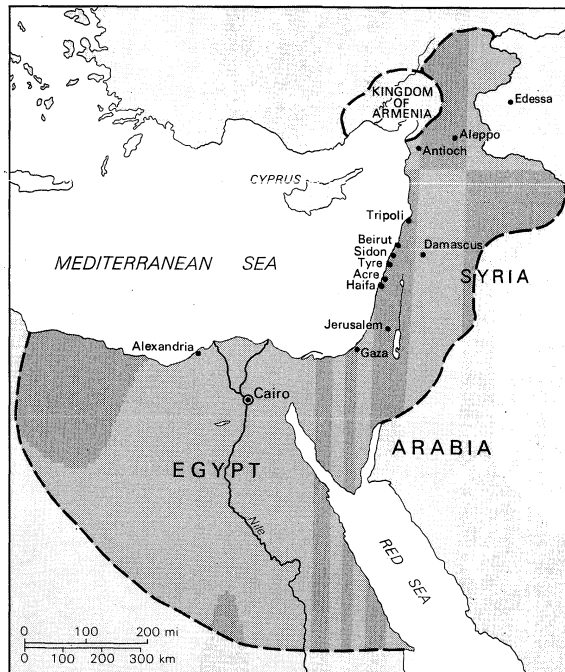 KINGDOM
OF
ARMENIA
Edessa
Aleppo
Antioch
CYPRUS
Tripoli
Beirut
Sidon
Damascus
Tyre
MEDITERRANEAN SEA
SYRIA
Acre
Haifa
Jerusalem
Alexandria
Gaza
Cairo
ARABIA
EGYPT
Nile
RED SEA
0 100 200 mi
0 100 200 300 km